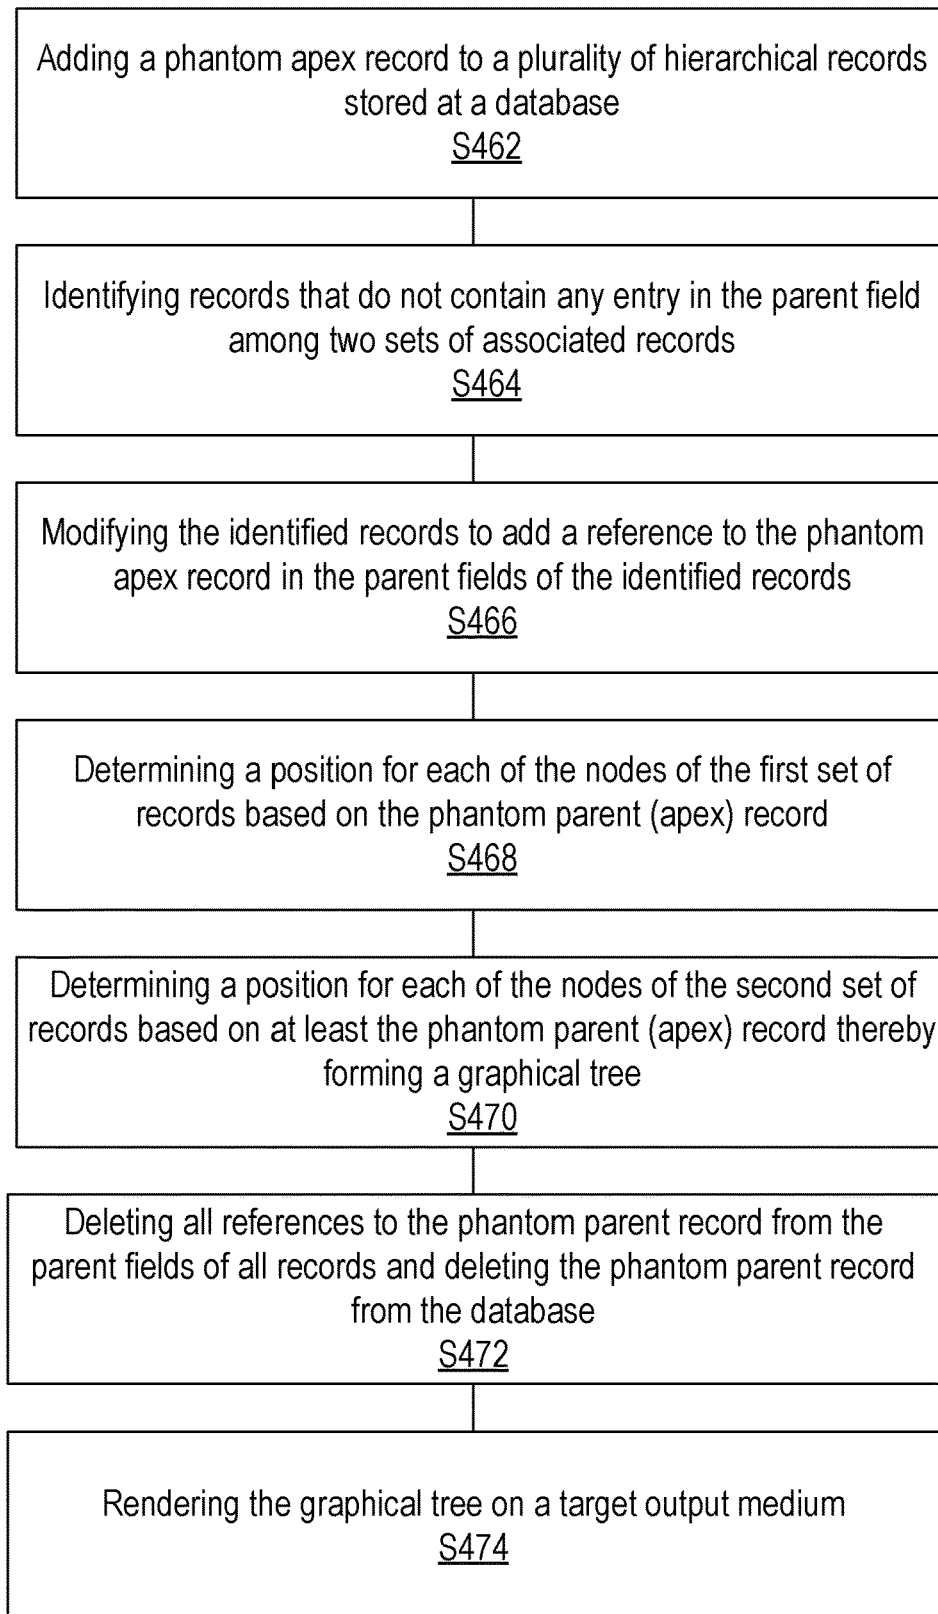 Adding a phantom apex record to a plurality of hierarchical records
stored at a database
S462
Identifying records that do not contain any entry in the parent field
among two sets of associated records
S464
Modifying the identified records to add a reference to the phantom
apex record in the parent fields of the identified records
S466
Determining a position for each of the nodes of the first set of
records based on the phantom parent (apex) record
S468
Determining a position for each of the nodes of the second set of
records based on at least the phantom parent (apex) record thereby
forming a graphical tree
S470
Deleting all references to the phantom parent record from the
parent fields of all records and deleting the phantom parent record
from the database
S472
Rendering the graphical tree on a target output medium
S474